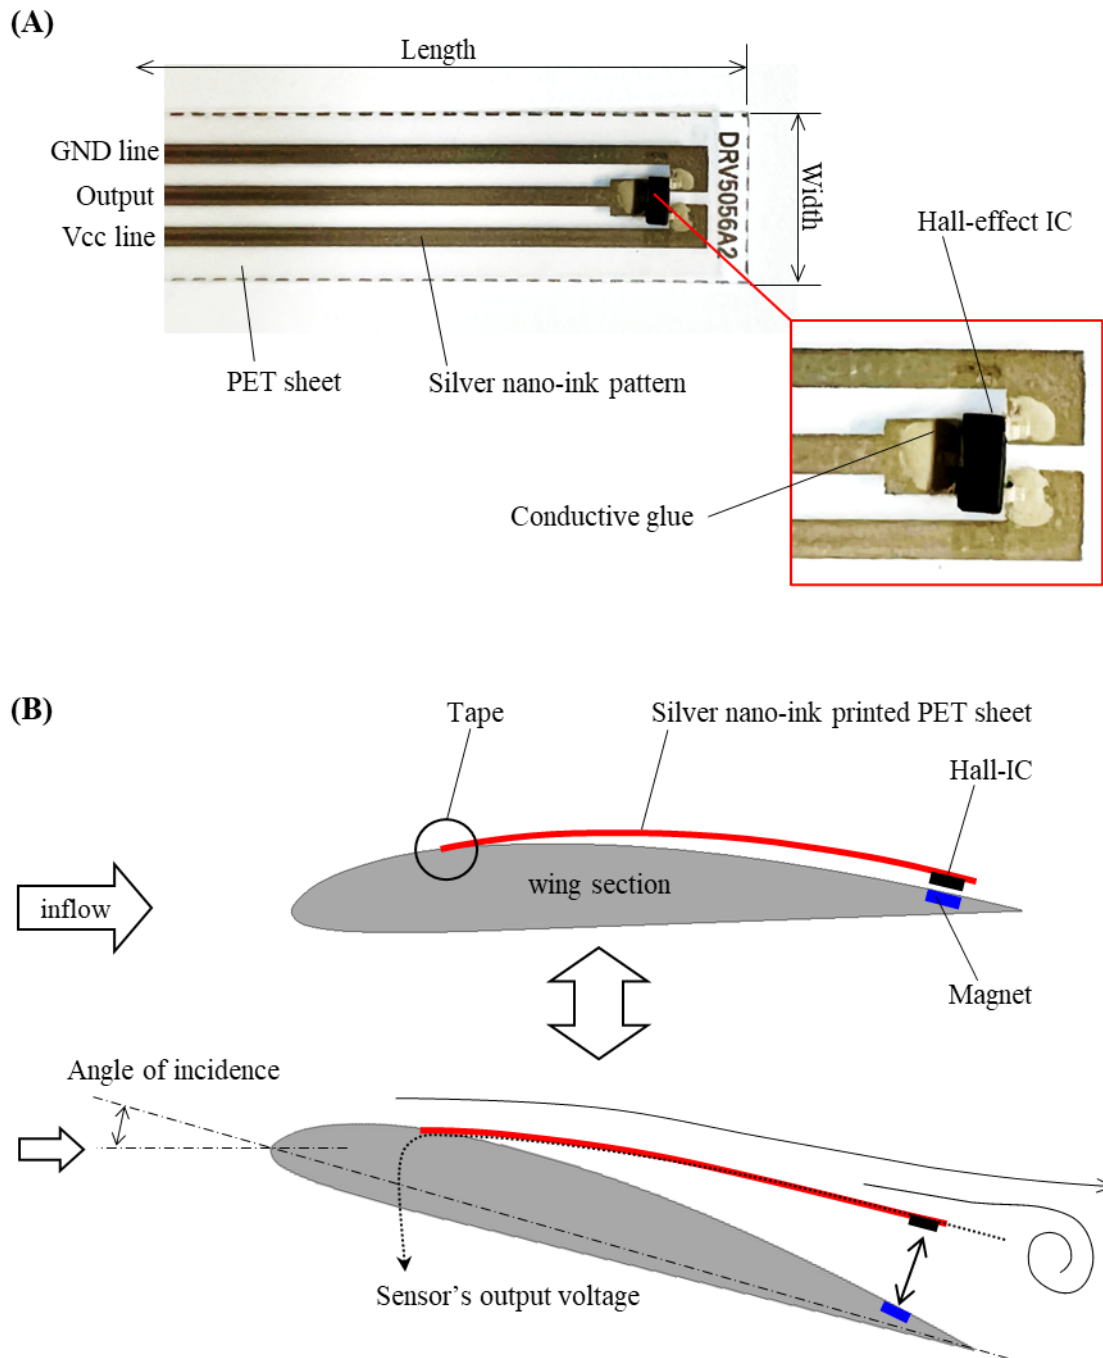 (A)
Length
GND line
Output
Vcc line
DRV5056A2
Width
Hall-effect IC
PET sheet
Silver nano-ink pattern
Conductive glue
(B)
Tape
Silver nano-ink printed PET sheet
Hall-IC
wing section
inflow
Magnet
Angle of incidence
Sensor's output voltage